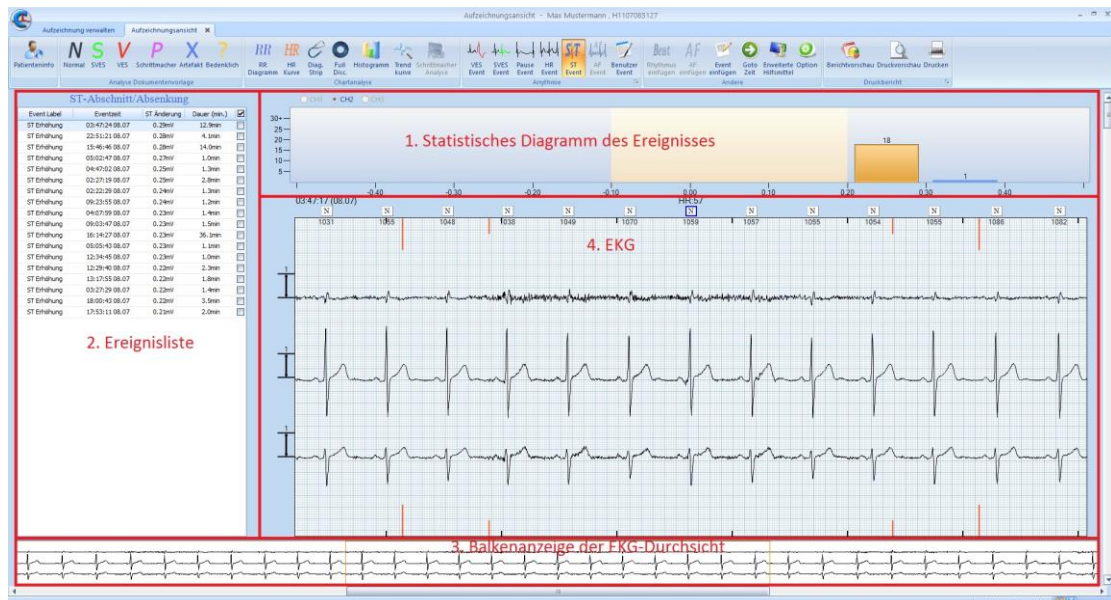 Aufzeichnungsansicht - Max Mustermann , H1107083127
Aufzeichnung verwalten Aufzeichnungsansicht X
N S V P X ? RR HR ST Beat AF
Patienteninfo Normal SVES VES Schrittmacher Artefakt Bedenklich RR Diagramm HR Kurve Diag. Strip Full Disc. Histogramm Trend kurve Schrittmacher Analyse VES Event SVES Event Pause Event HR Event ST Event AF Event Benutzer Event Rhythmus einfügen AF einfügen Event einfügen Goto Zeit Erweiterte Hilfsmittel Option Berichtvorschau Druckvorschau Drucken
Analyse Dokumentenvorlage Chartanalyse Arrythmie Andere Druckbericht
ST-Abschnitt/Absenkung
Event Label Eventzeit ST Änderung Dauer (min.)
ST Erhöhung 03:47:24 08.07 0.29mV 12.9min
ST Erhöhung 22:51:21 08.07 0.28mV 4.1min
ST Erhöhung 15:46:46 08.07 0.28mV 14.0min
ST Erhöhung 05:02:47 08.07 0.27mV 1.0min
ST Erhöhung 04:47:02 08.07 0.25mV 1.3min
ST Erhöhung 02:27:19 08.07 0.25mV 2.8min
ST Erhöhung 02:22:29 08.07 0.24mV 1.3min
ST Erhöhung 09:23:55 08.07 0.24mV 1.2min
ST Erhöhung 04:07:59 08.07 0.23mV 1.4min
ST Erhöhung 09:03:47 08.07 0.23mV 1.5min
ST Erhöhung 16:14:27 08.07 0.23mV 36.1min
ST Erhöhung 05:05:43 08.07 0.23mV 1.1min
ST Erhöhung 12:34:45 08.07 0.23mV 1.0min
ST Erhöhung 12:29:40 08.07 0.22mV 2.3min
ST Erhöhung 13:17:55 08.07 0.22mV 1.8min
ST Erhöhung 03:27:29 08.07 0.22mV 1.4min
ST Erhöhung 18:00:43 08.07 0.22mV 3.5min
ST Erhöhung 17:53:11 08.07 0.21mV 2.0min
2. Ereignisliste
CH1 CH2 CH3
30+
25
20
15
10
5
1. Statistisches Diagramm des Ereignisses
18
1
-0.40 -0.30 -0.20 -0.10 0.00 0.10 0.20 0.30 0.40
03:47:17 (08.07) HR:57
N N N N N N N N N N N N N
1031 1055 1048 1038 1049 1070 1059 1057 1055 1054 1055 1086 1082
4. EKG
1
1
1
3. Balkenanzeige der EKG-Durchsicht